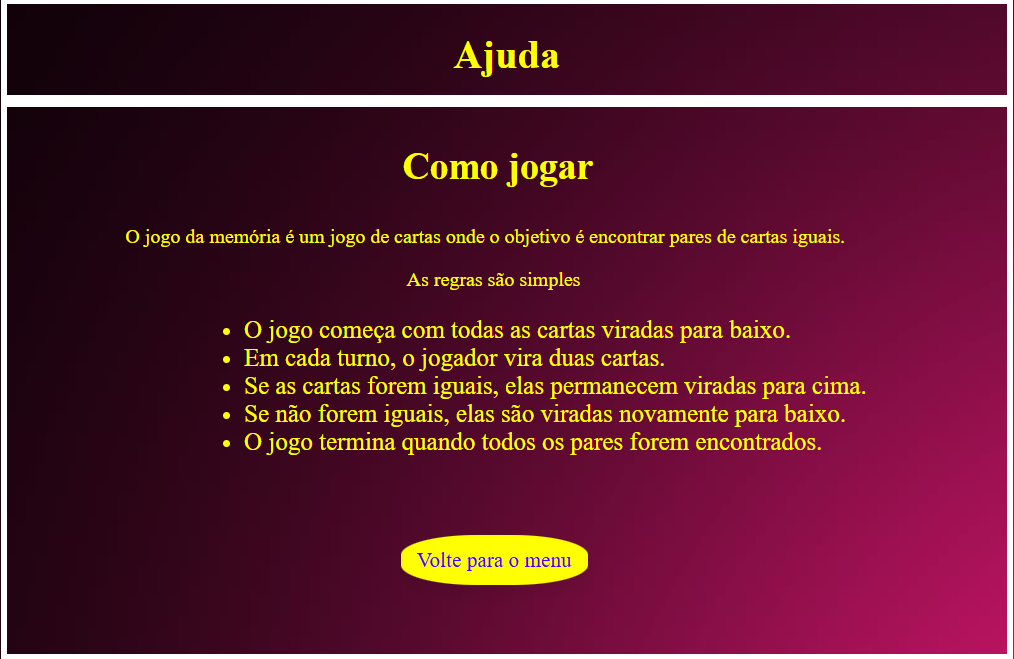 Ajuda
Como jogar
O jogo da memória é um jogo de cartas onde o objetivo é encontrar pares de cartas iguais.
As regras são simples
• O jogo começa com todas as cartas viradas para baixo.
• Em cada turno, o jogador vira duas cartas.
• Se as cartas forem iguais, elas permanecem viradas para cima.
• Se não forem iguais, elas são viradas novamente para baixo.
• O jogo termina quando todos os pares forem encontrados.
Volte para o menu